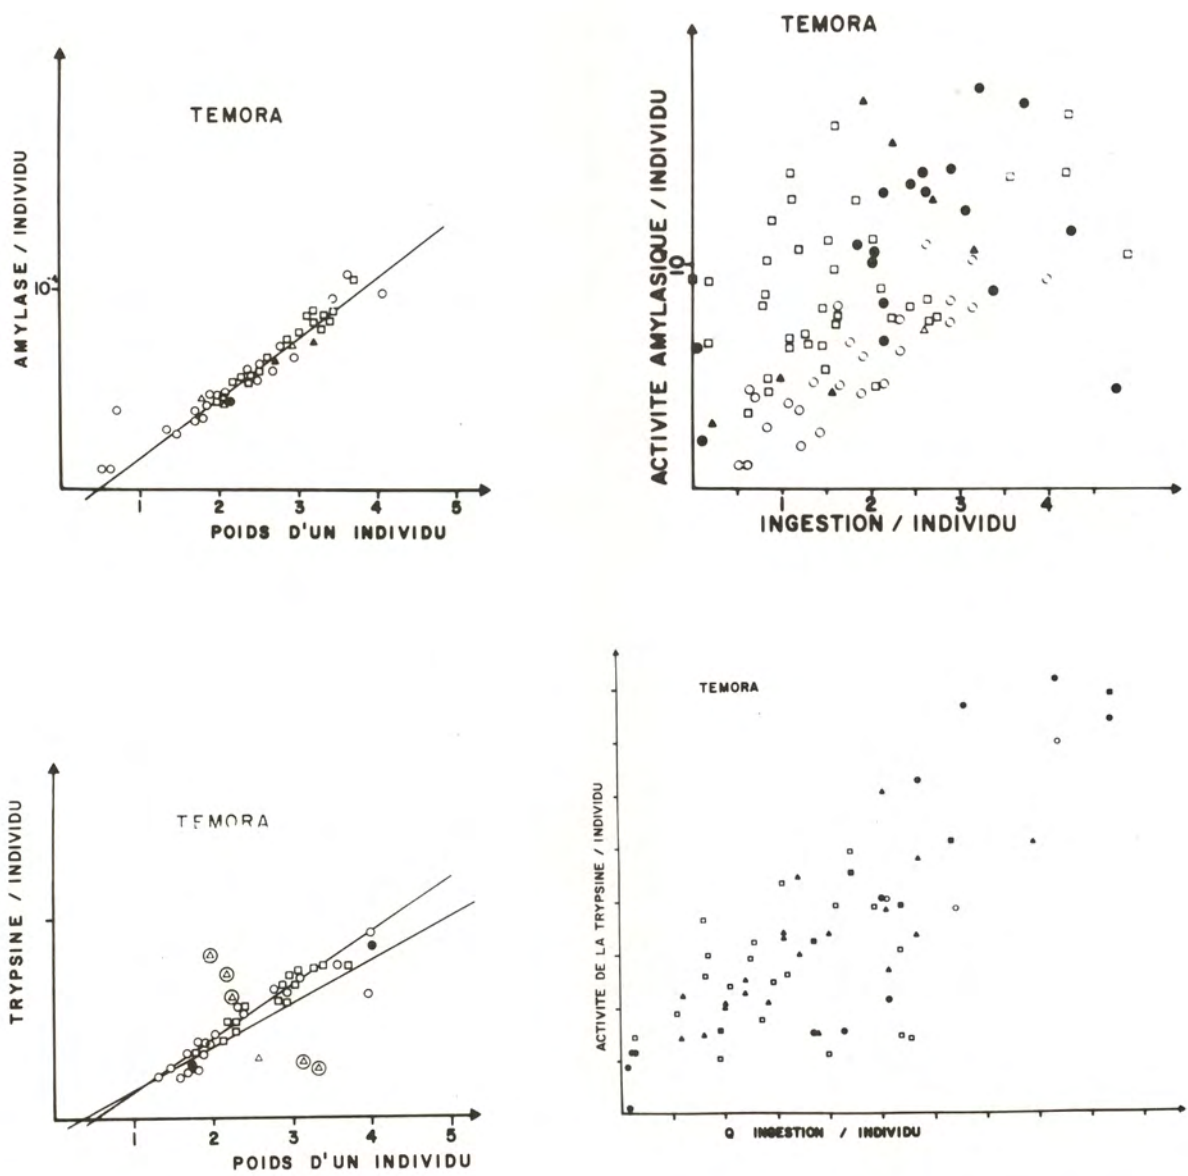 TEMORA
AMYLASE / INDIVIDU
10⁻⁴
1 2 3 4 5
POIDS D'UN INDIVIDU
TEMORA
ACTIVITE AMYLASIQUE / INDIVIDU
10
1 2 3 4
INGESTION / INDIVIDU
TEMORA
TRYPSINE / INDIVIDU
1 2 3 4 5
POIDS D'UN INDIVIDU
TEMORA
ACTIVITE DE LA TRYPSINE / INDIVIDU
Q INGESTION / INDIVIDU